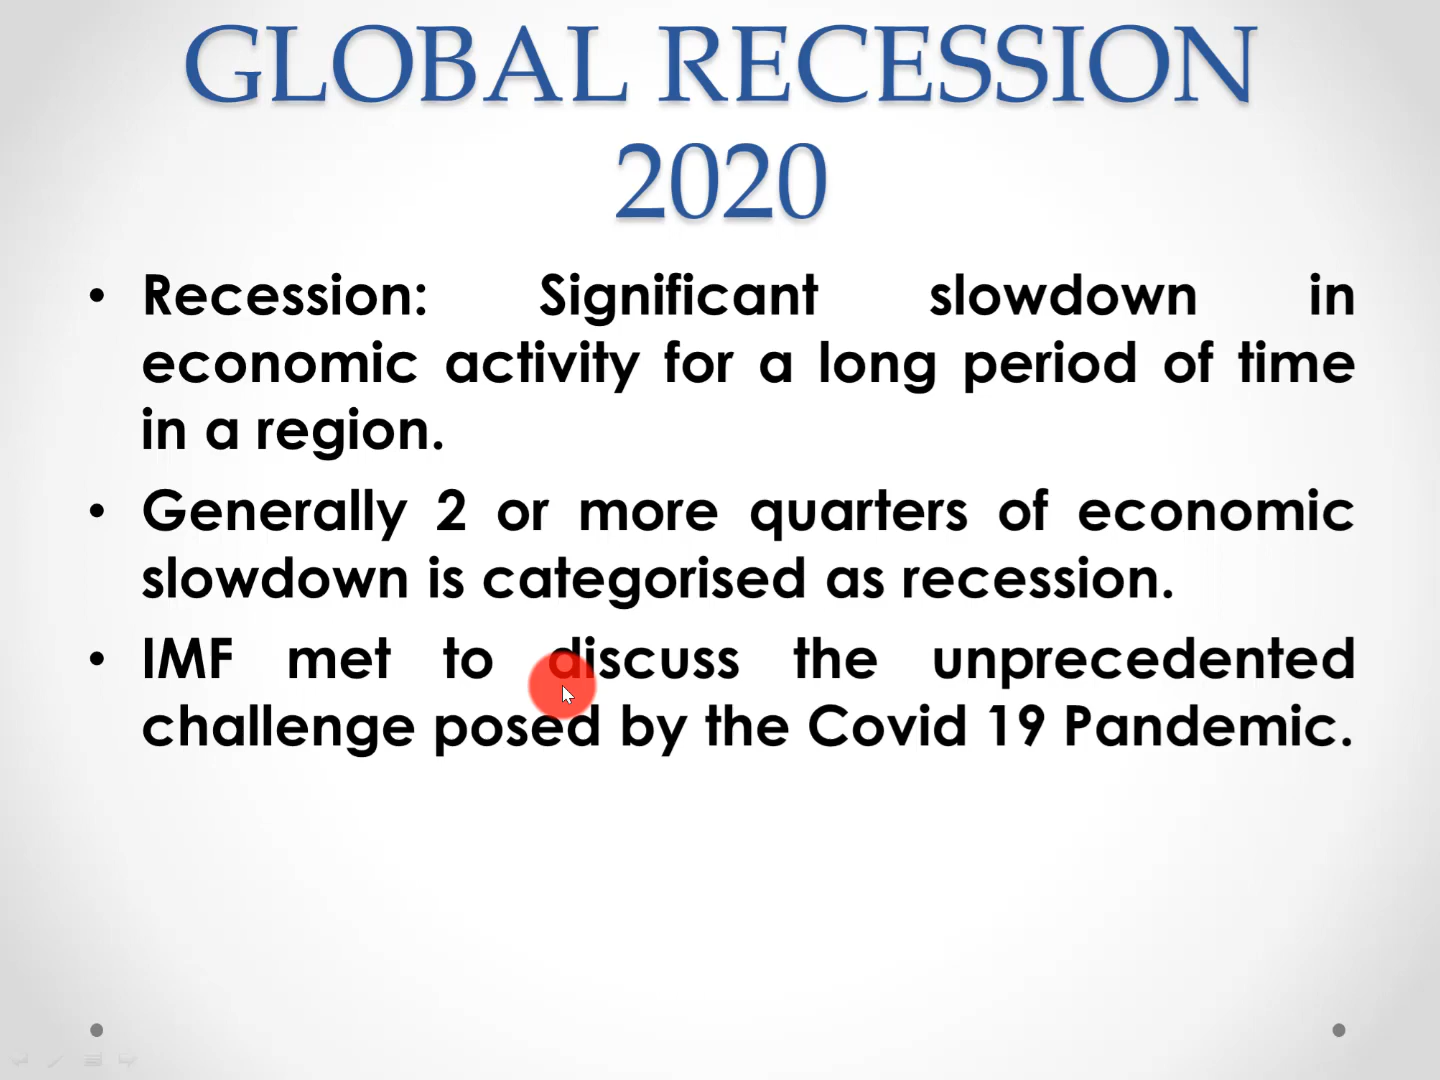 GLOBAL RECESSION
2020
• Recession: Significant slowdown in
economic activity for a long period of time
in a region.
• Generally 2 or more quarters of economic
slowdown is categorised as recession.
• IMF met to discuss the unprecedented
challenge posed by the Covid 19 Pandemic.